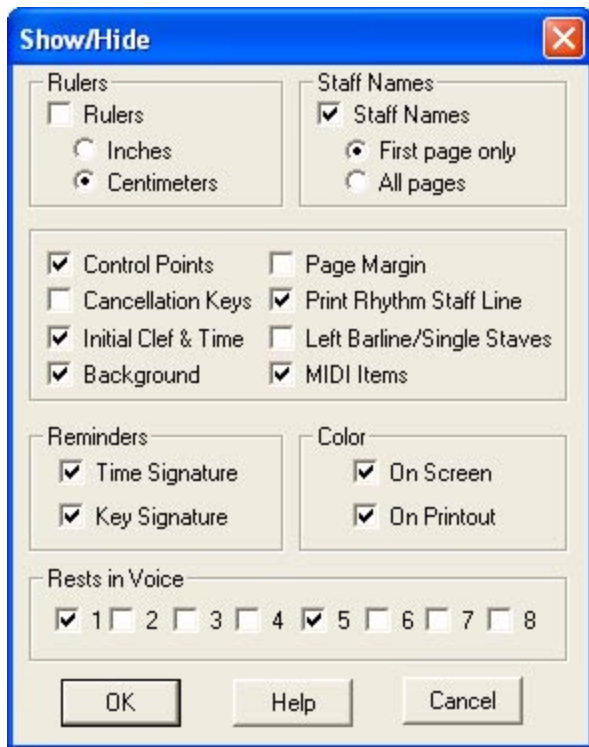 Show/Hide
Rulers
Rulers
Inches
Centimeters
Staff Names
Staff Names
First page only
All pages
Control Points Page Margin
Cancellation Keys Print Rhythm Staff Line
Initial Clef & Time Left Barline/Single Staves
Background MIDI Items
Reminders
Time Signature
Key Signature
Color
On Screen
On Printout
Rests in Voice
1 2 3 4 5 6 7 8
OK Help Cancel